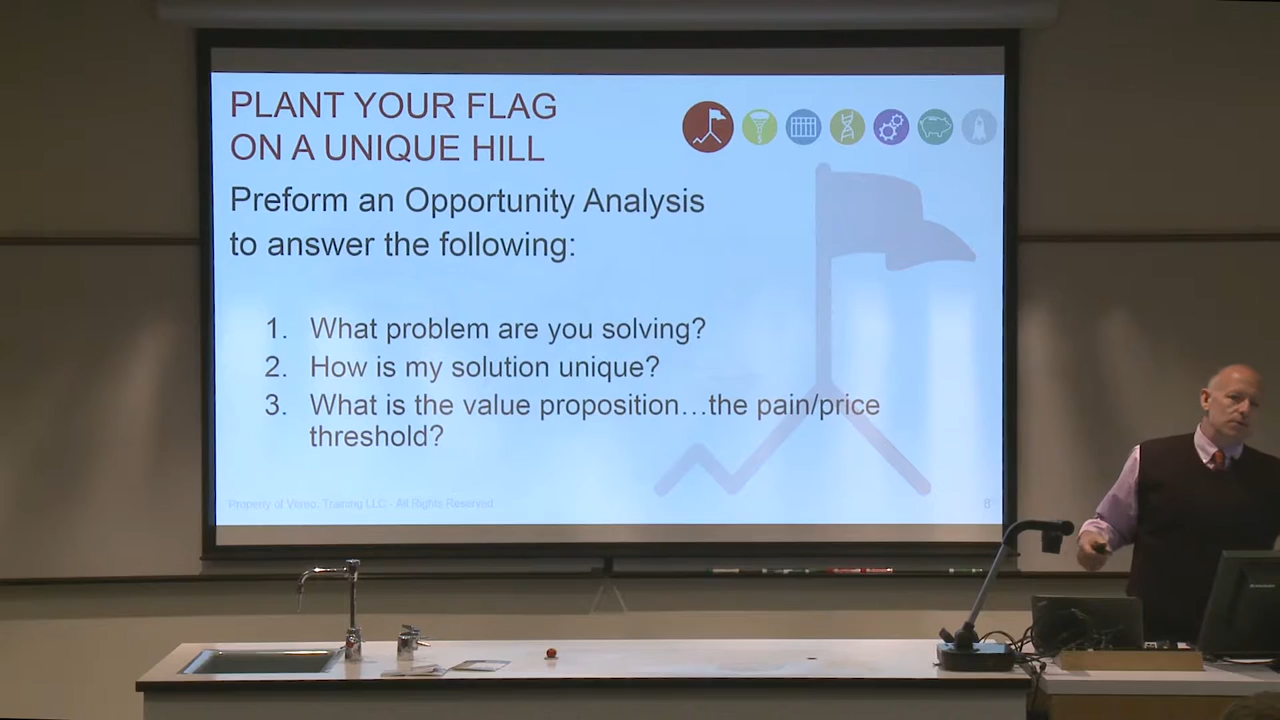 PLANT YOUR FLAG
ON A UNIQUE HILL
Preform an Opportunity Analysis
to answer the following:
1. What problem are you solving?
2. How is my solution unique?
3. What is the value proposition…the pain/price
threshold?
Property of Training LLC - All Rights Reserved
8